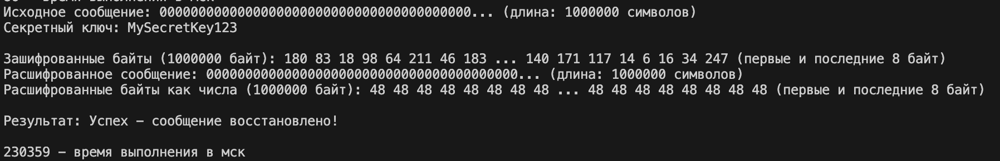 время выполнения в мск
Исходное сообщение: 0000000000000000000000000000000000000000... (длина: 1000000 символов)
Секретный ключ: MySecretKey123
Зашифрованные байты (1000000 байт): 180 83 18 98 64 211 46 183 ... 140 171 117 14 6 16 34 247 (первые и последние 8 байт)
Расшифрованное сообщение: 0000000000000000000000000000000000000000... (длина: 1000000 символов)
Расшифрованные байты как числа (1000000 байт): 48 48 48 48 48 48 48 48 ... 48 48 48 48 48 48 48 48 (первые и последние 8 байт)
Результат: Успех – сообщение восстановлено!
230359 – время выполнения в мск